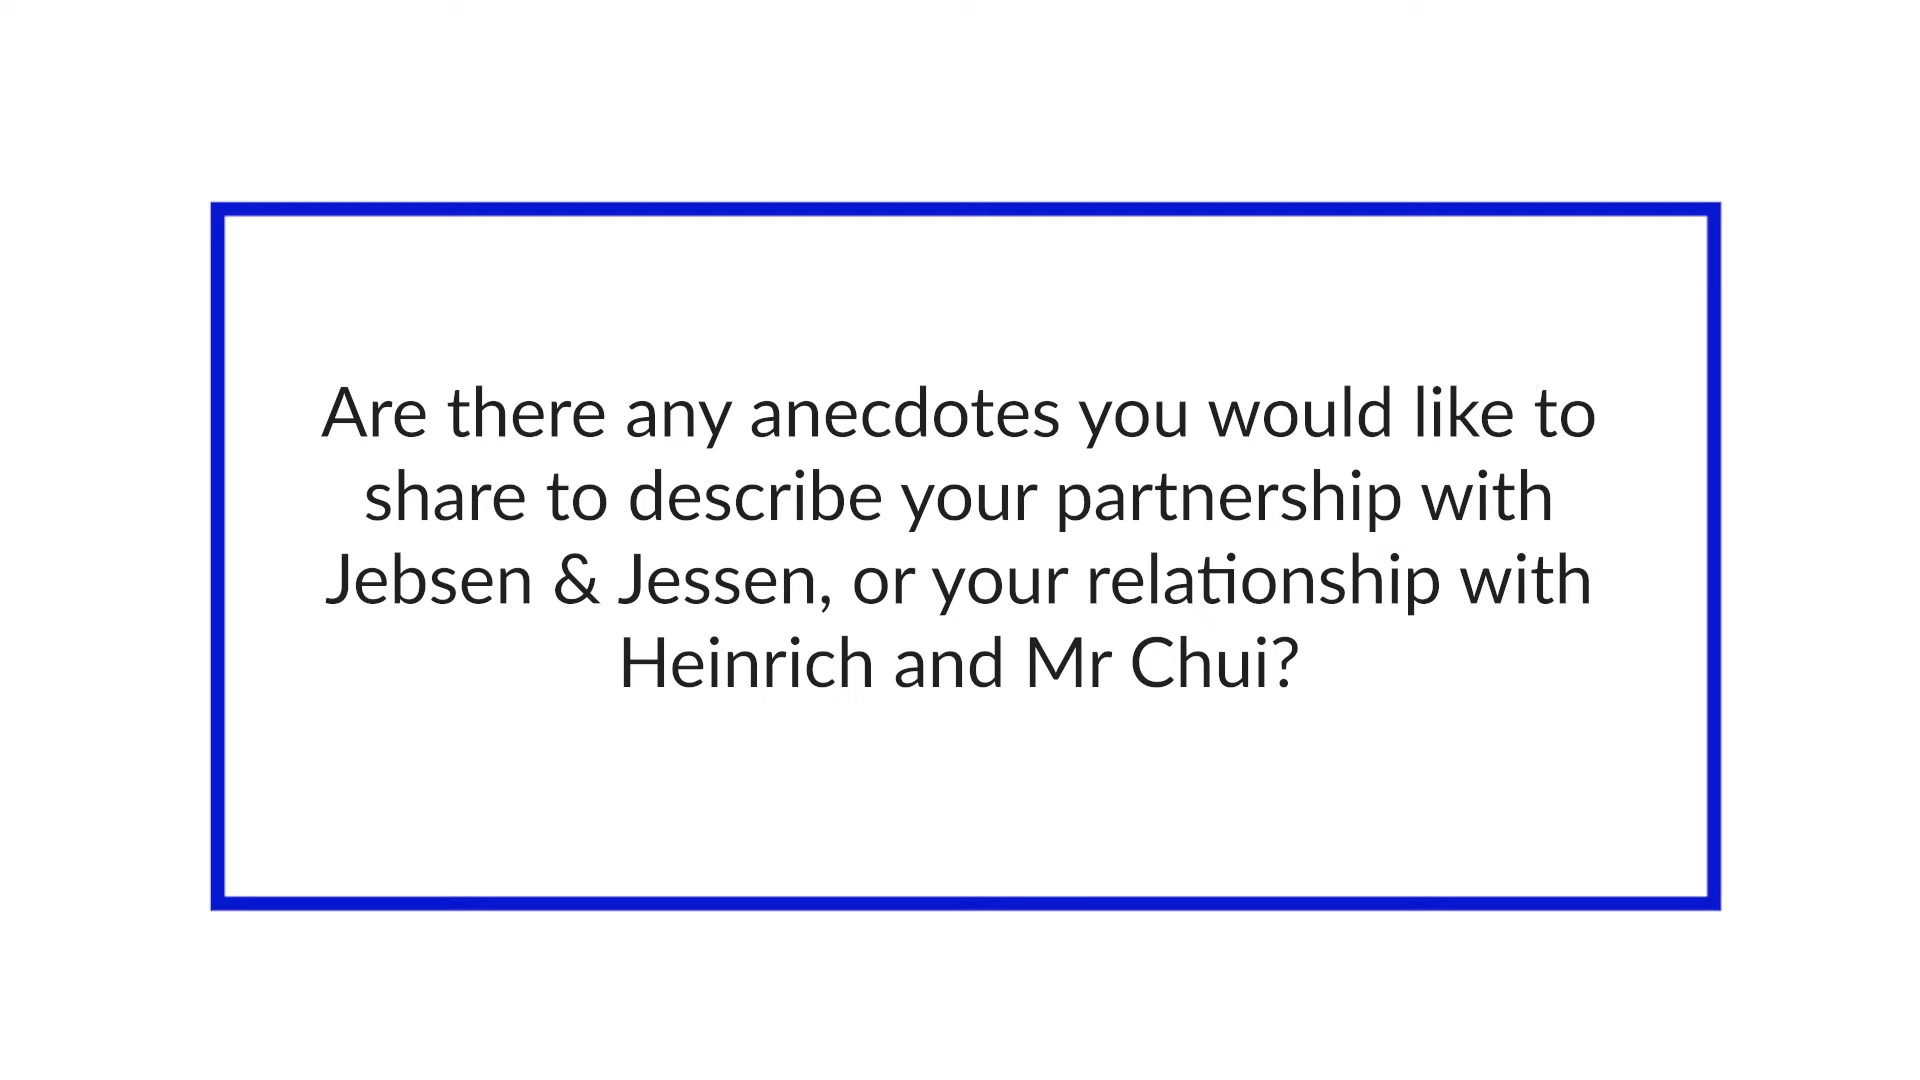 Are there any anecdotes you would like to
share to describe your partnership with
Jebsen & Jessen, or your relationship with
Heinrich and Mr Chui?